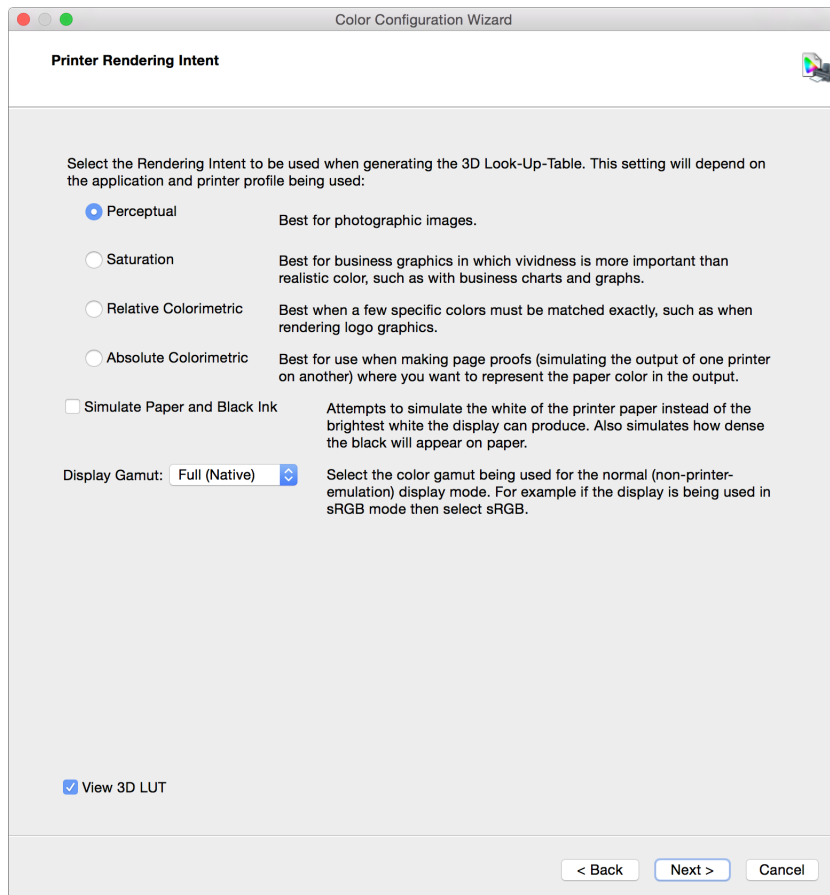 Color Configuration Wizard
Printer Rendering Intent
Select the Rendering Intent to be used when generating the 3D Look-Up-Table. This setting will depend on
the application and printer profile being used:
Perceptual
Best for photographic images.
Saturation
Best for business graphics in which vividness is more important than
realistic color, such as with business charts and graphs.
Relative Colorimetric
Best when a few specific colors must be matched exactly, such as when
rendering logo graphics.
Absolute Colorimetric
Best for use when making page proofs (simulating the output of one printer
on another) where you want to represent the paper color in the output.
Simulate Paper and Black Ink
Attempts to simulate the white of the printer paper instead of the
brightest white the display can produce. Also simulates how dense
the black will appear on paper.
Display Gamut: Full (Native)
Select the color gamut being used for the normal (non-printer-
emulation) display mode. For example if the display is being used in
sRGB mode then select sRGB.
View 3D LUT
< Back Next > Cancel